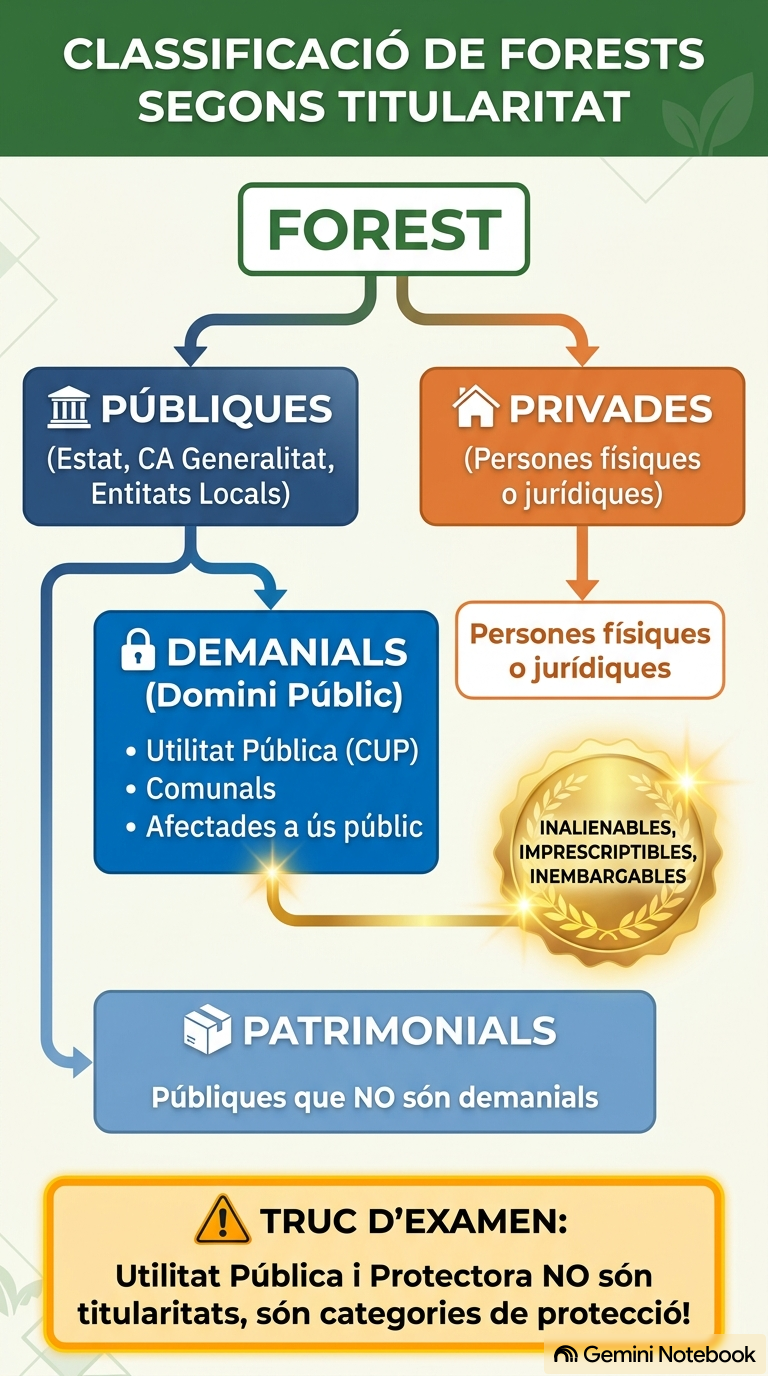 CLASSIFICACIÓ DE FORESTS
SEGONS TITULARITAT
FOREST
PÚBLIQUES
(Estat, CA Generalitat,
Entitats Locals)
PRIVADES
(Persones físiques
o jurídiques)
DEMANIALS
(Domini Públic)
• Utilitat Pública (CUP)
• Comunals
• Afectades a ús públic
Persones físiques
o jurídiques
INALIENABLES,
IMPRESCRIPTIBLES,
INEMBARGABLES
PATRIMONIALS
Públiques que NO són demanials
TRUC D'EXAMEN:
Utilitat Pública i Protectora NO són
titularitats, són categories de protecció!
Gemini Notebook